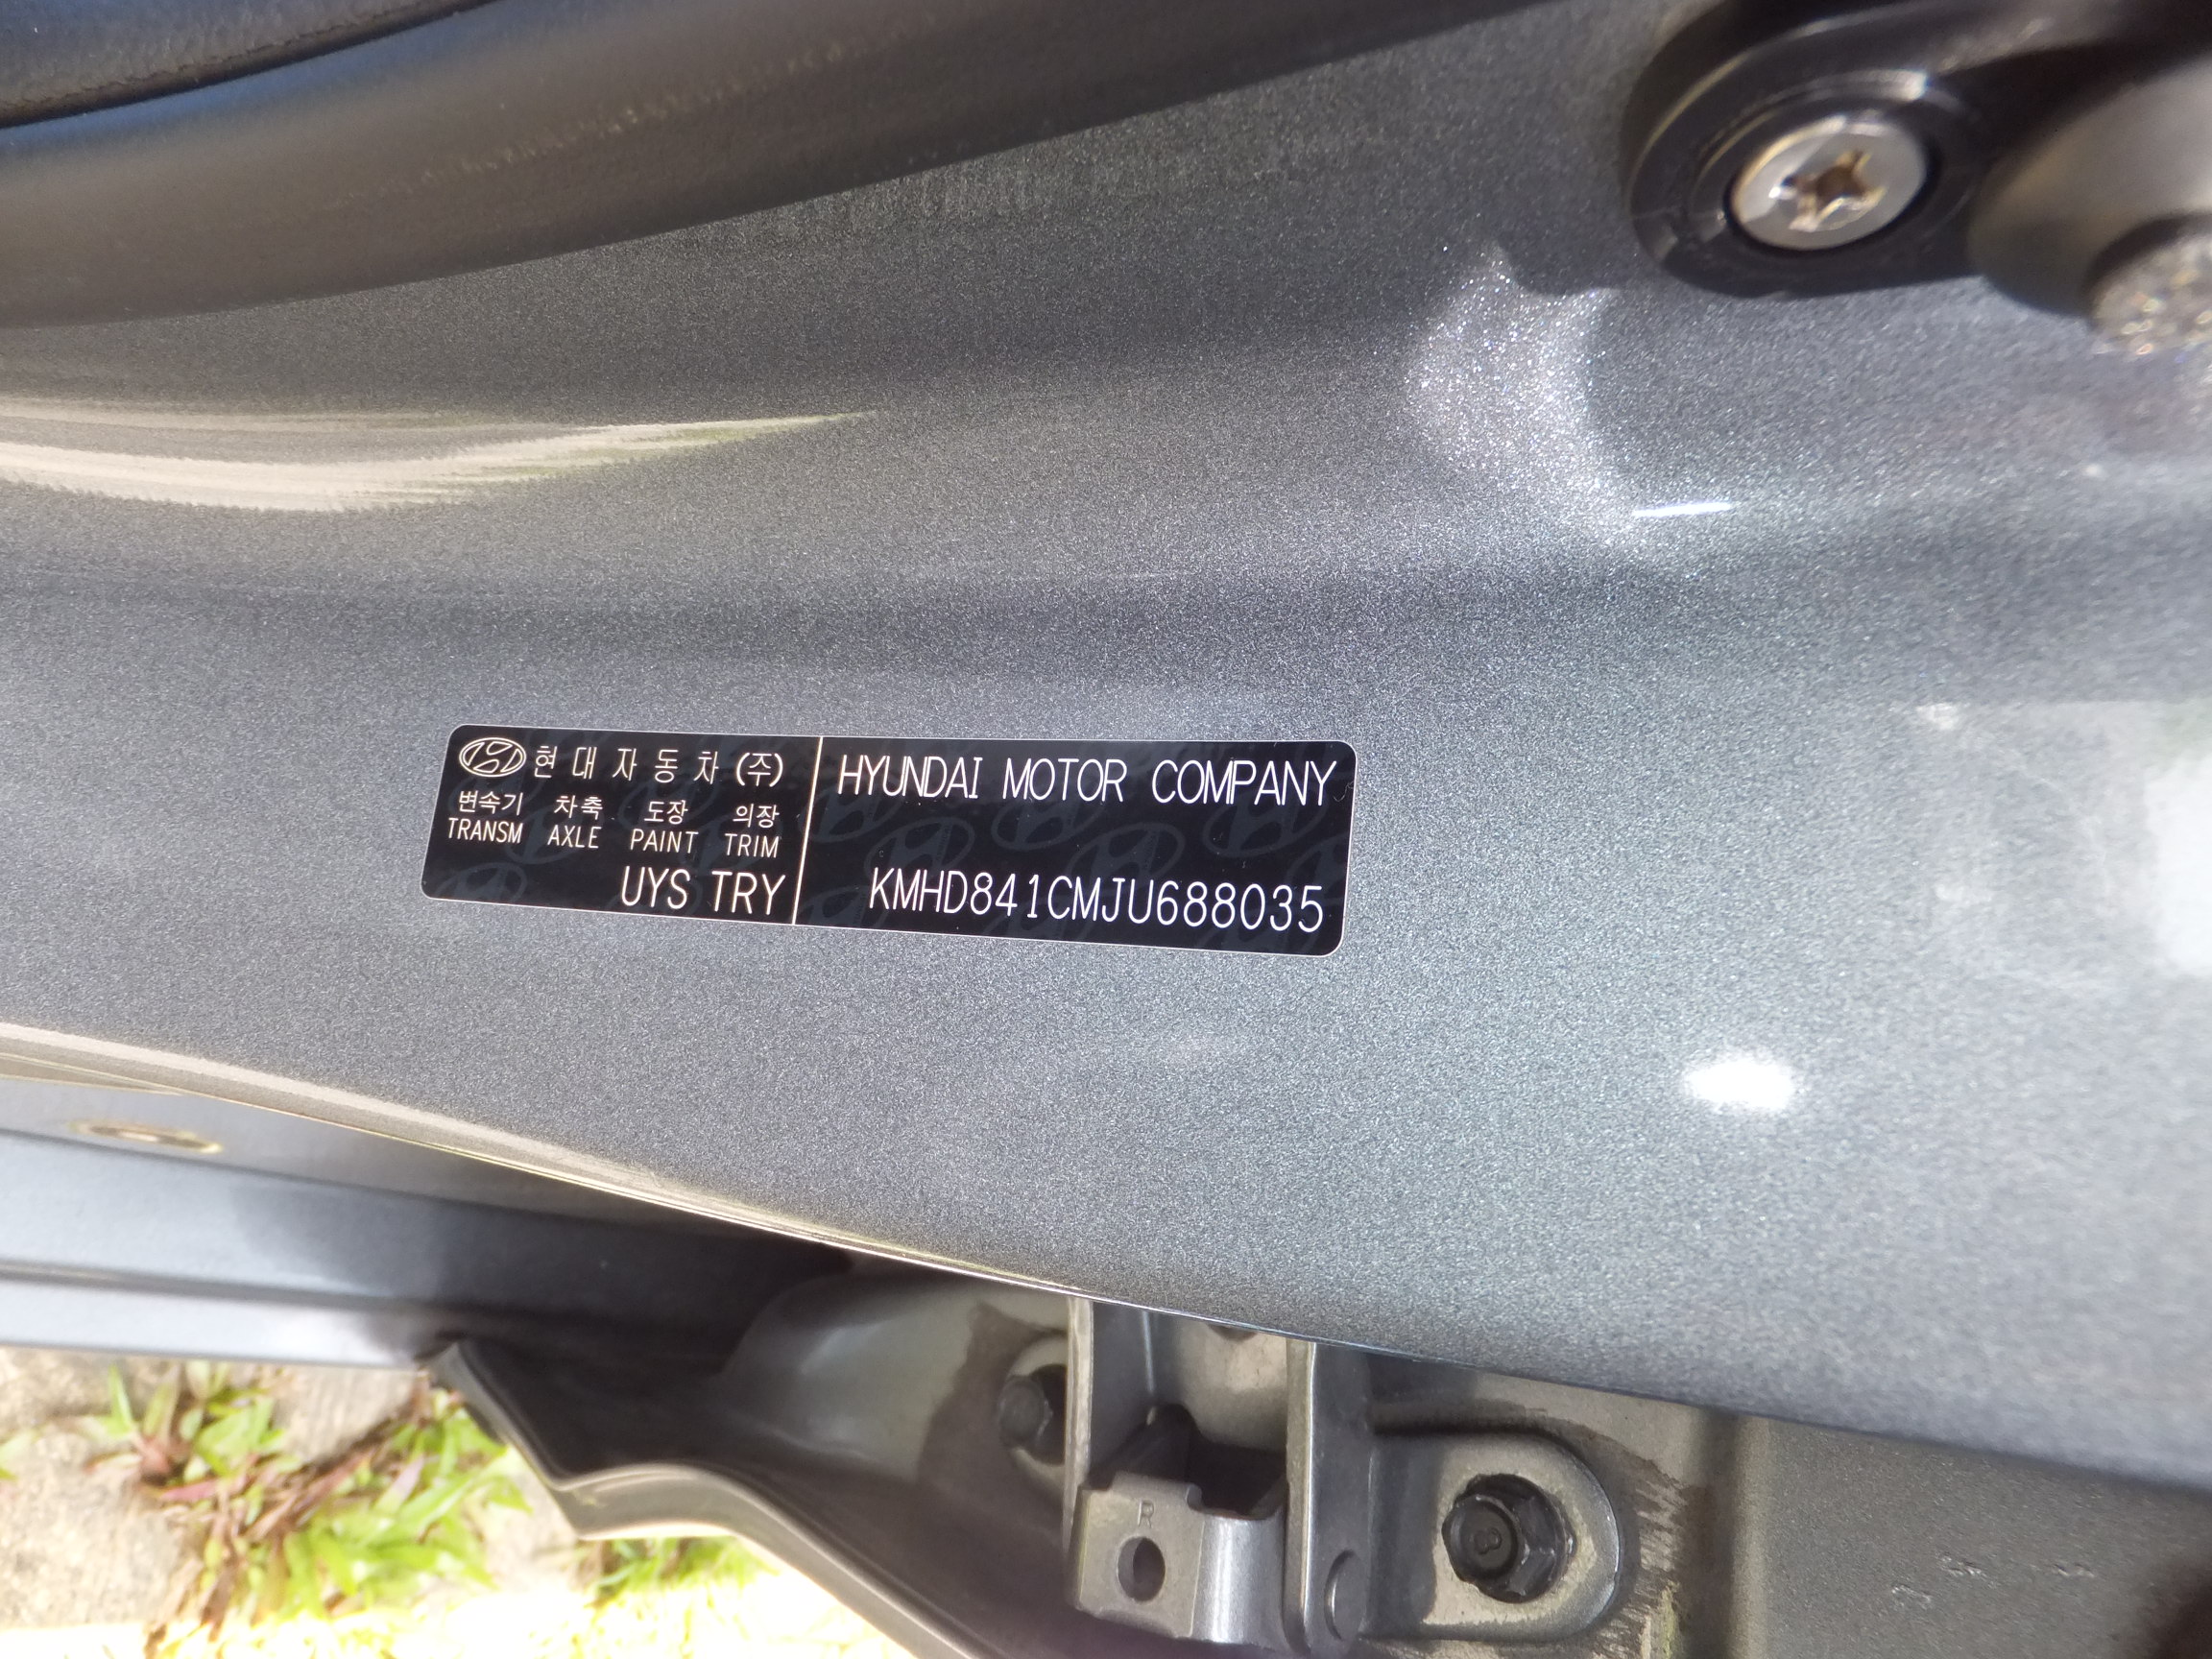 현대자동차(주)
변속기 차축 도장 의장
TRANSM AXLE PAINT TRIM
UYS TRY
HYUNDAI MOTOR COMPANY
KMHD841CMJU688035
R